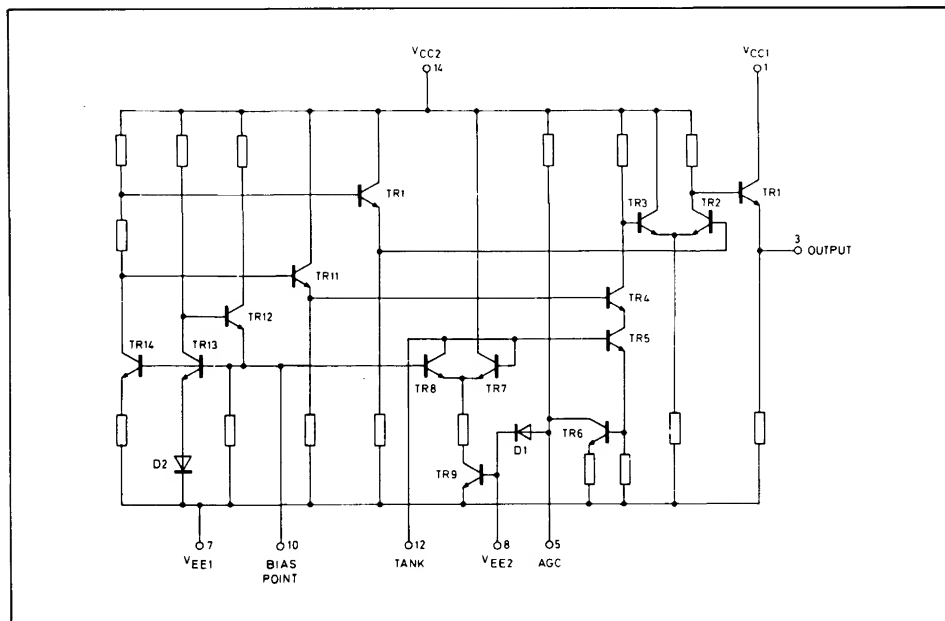 VCC2
14
VCC1
1
TR1
TR3
TR2
TR1
3
OUTPUT
TR11
TR4
TR12
TR14
TR13
TR5
TR8
TR7
TR6
D1
D2
TR9
7
VEE1
10
BIAS
POINT
12
TANK
8
VEE2
5
AGC